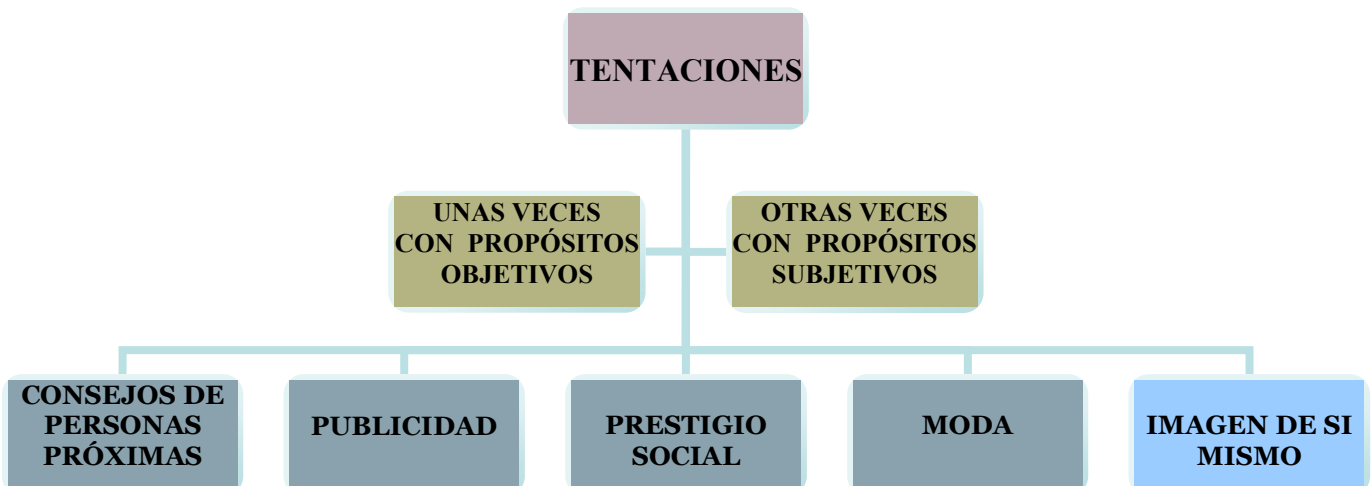 TENTACIONES
UNAS VECES
CON PROPÓSITOS
OBJETIVOS
OTRAS VECES
CON PROPÓSITOS
SUBJETIVOS
CONSEJOS DE
PERSONAS
PRÓXIMAS
PUBLICIDAD
PRESTIGIO
SOCIAL
MODA
IMAGEN DE SI
MISMO